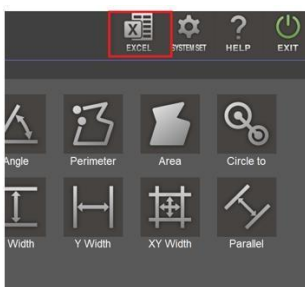 X
EXCEL SYSTEM SET HELP EXIT
Angle Perimeter Area Circle to
Width Y Width XY Width Parallel